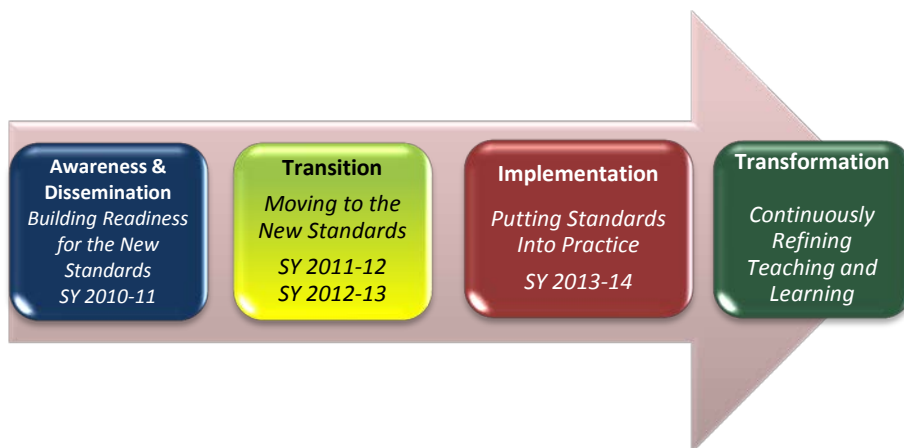 Awareness &
Dissemination
Building Readiness
for the New
Standards
SY 2010-11
Transition
Moving to the
New Standards
SY 2011-12
SY 2012-13
Implementation
Putting Standards
Into Practice
SY 2013-14
Transformation
Continuously
Refining
Teaching and
Learning